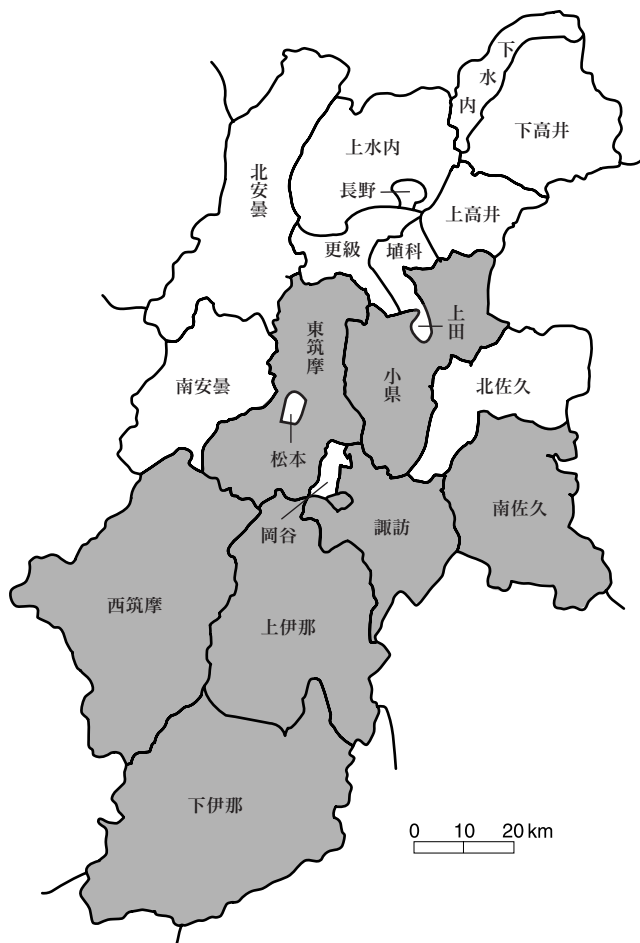 下水内
下高井
上水内
長野
北安曇
上高井
更級
埴科
上田
東筑摩
小県
南安曇
北佐久
松本
南佐久
岡谷
諏訪
西筑摩
上伊那
下伊那
0 10 20 km